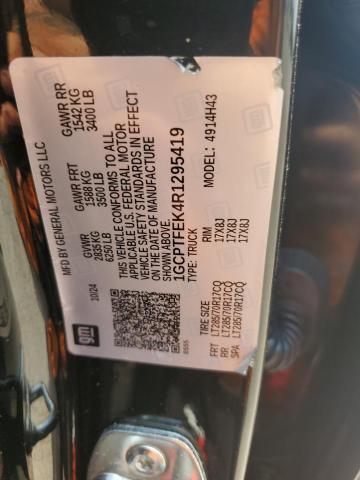 MFD BY GENERAL MOTORS LLC
10/24
GVWR
2835 KG
6250 LB
GAWR FRT
1588 KG
3500 LB
GAWR RR
1542 KG
3400 LB
THIS VEHICLE CONFORMS TO ALL
APPLICABLE U.S. FEDERAL MOTOR
VEHICLE SAFETY STANDARDS IN EFFECT
ON THE DATE OF MANUFACTURE
SHOWN ABOVE.
1GCPTFEK4R1295419
TYPE: TRUCK
4914H43
gm
8555
TIRE SIZE
RIM
FRT LT285/70R17CQ 17X8J
RR LT285/70R17CQ 17X8J
SPA LT285/70R17CQ 17X8J